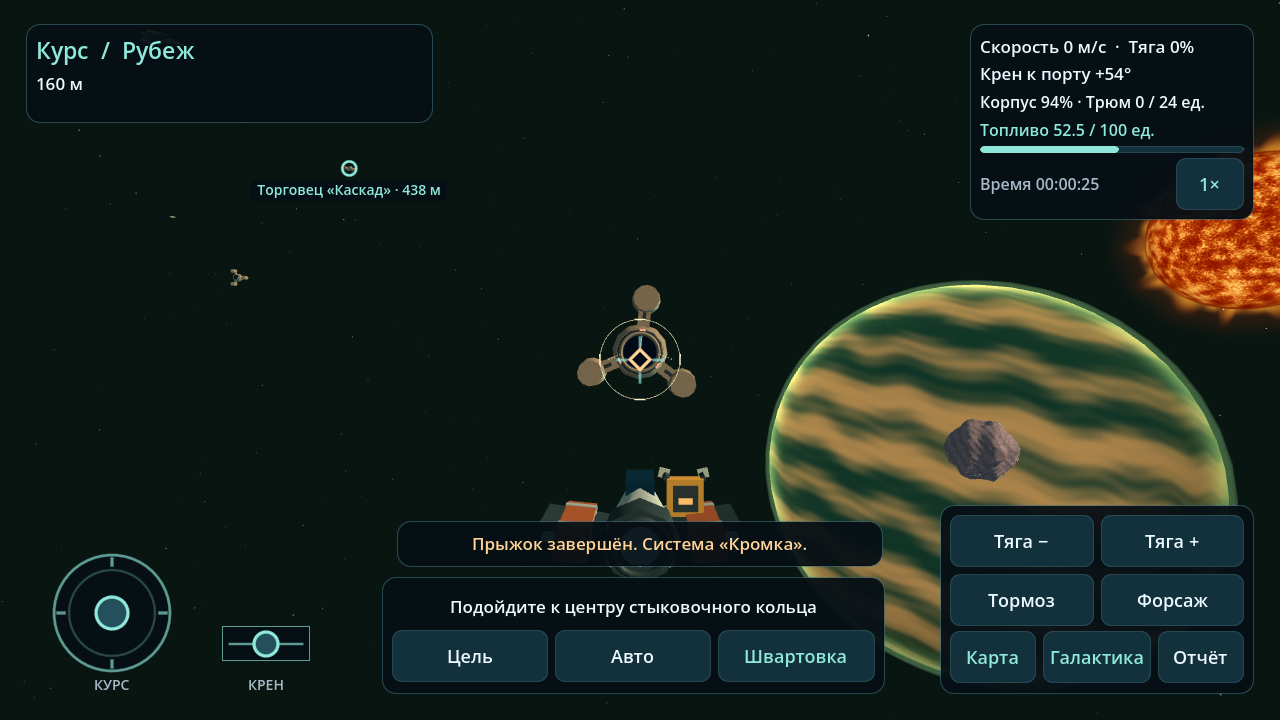 Курс / Рубеж
160 м
Скорость 0 м/с · Тяга 0%
Крен к порту +54°
Корпус 94% · Трюм 0 / 24 ед.
Топливо 52.5 / 100 ед.
Время 00:00:25
1×
Торговец «Каскад» · 438 м
Прыжок завершён. Система «Кромка».
Подойдите к центру стыковочного кольца
Цель
Авто
Швартовка
Тяга −
Тяга +
Тормоз
Форсаж
Карта
Галактика
Отчёт
КУРС
КРЕН